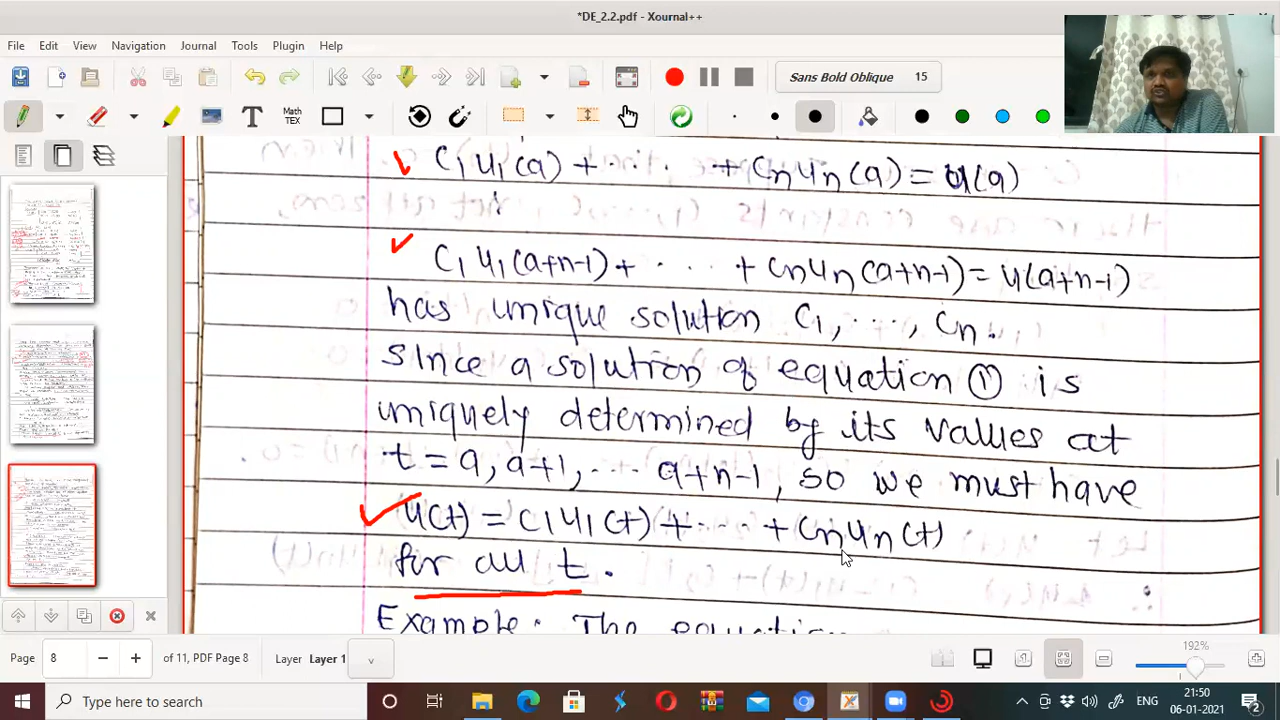 *DE_2.2.pdf - Xournal++
File Edit View Navigation Journal Tools Plugin Help
Sans Bold Oblique 15
T Math TEX
C1U1(a) + ..... + CnUn(a) = U(a)
C1U1(a+n-1) + . . . . + CnUn(a+n-1) = U(a+n-1)
has unique solution C1, ..., Cn.
Since a solution of equation ① is
uniquely determined by its values at
t = a, a+1, ... a+n-1, so we must have
U(t) = C1U1(t) + ... + CnUn(t)
for all t.
Example. The equation
Page 8 of 11, PDF Page 8 Layer Layer 1 192%
Type here to search ENG 21:50
06-01-2021 2